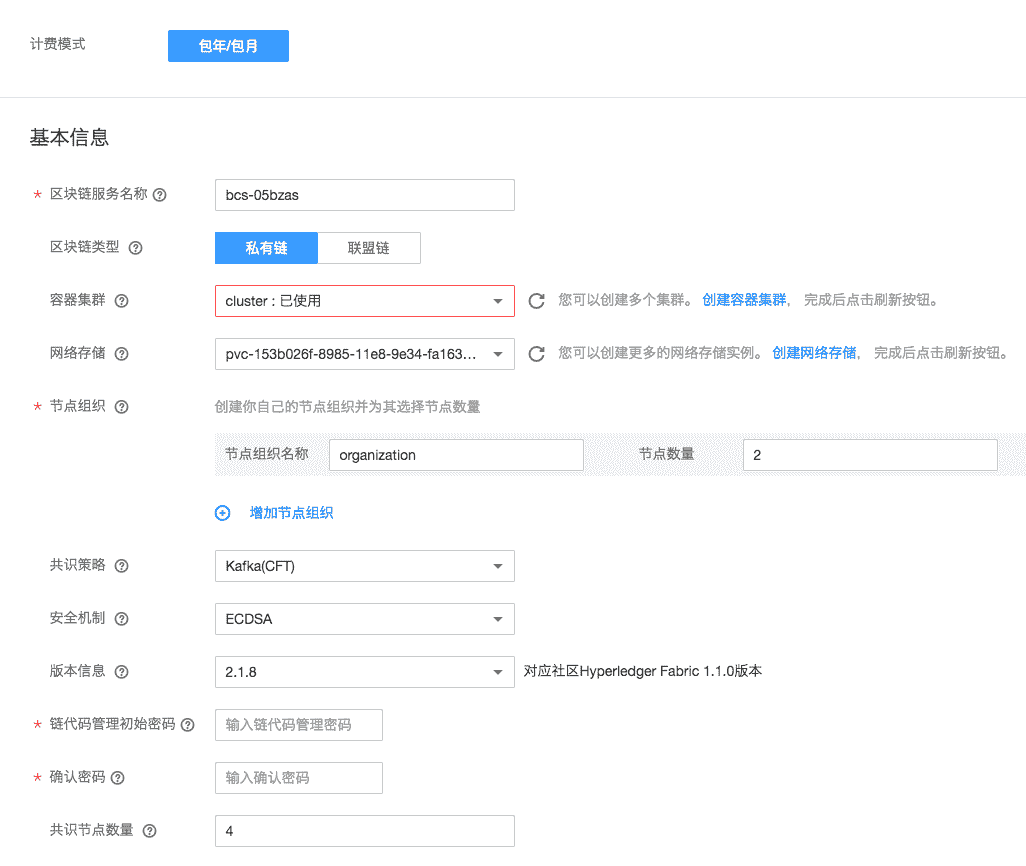 计费模式 包年/包月
基本信息
* 区块链服务名称 ? bcs-05bzas
区块链类型 ? 私有链 联盟链
容器集群 ? cluster : 已使用 您可以创建多个集群。 创建容器集群, 完成后点击刷新按钮。
网络存储 ? pvc-153b026f-8985-11e8-9e34-fa163... 您可以创建更多的网络存储实例。 创建网络存储, 完成后点击刷新按钮。
* 节点组织 ? 创建你自己的节点组织并为其选择节点数量
节点组织名称 organization 节点数量 2
增加节点组织
共识策略 ? Kafka(CFT)
安全机制 ? ECDSA
版本信息 ? 2.1.8 对应社区Hyperledger Fabric 1.1.0版本
* 链代码管理初始密码 ? 输入链代码管理密码
* 确认密码 ? 输入确认密码
共识节点数量 ? 4